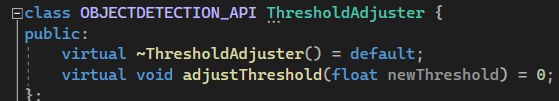 class OBJECTDETECTION_API ThresholdAdjuster {
public:
    virtual ~ThresholdAdjuster() = default;
    virtual void adjustThreshold(float newThreshold) = 0;
};